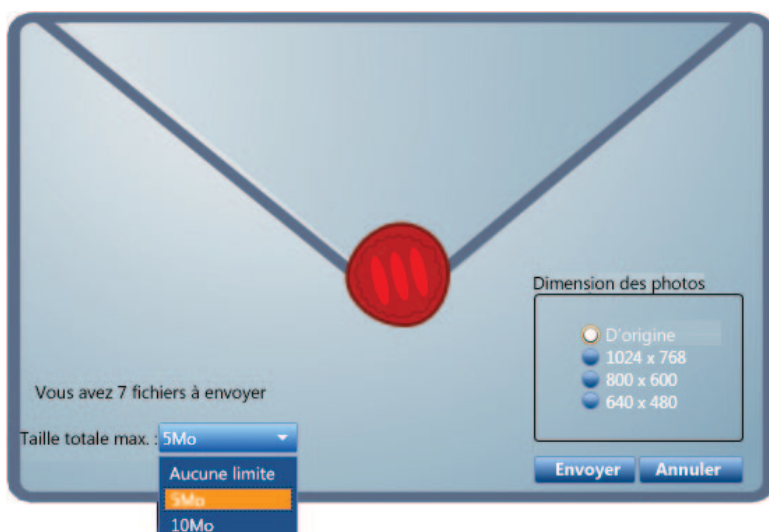 Dimension des photos
D'origine
1024 x 768
800 x 600
640 x 480
Vous avez 7 fichiers à envoyer
Taille totale max. : 5Mo
Aucune limite
5Mo
10Mo
Envoyer Annuler